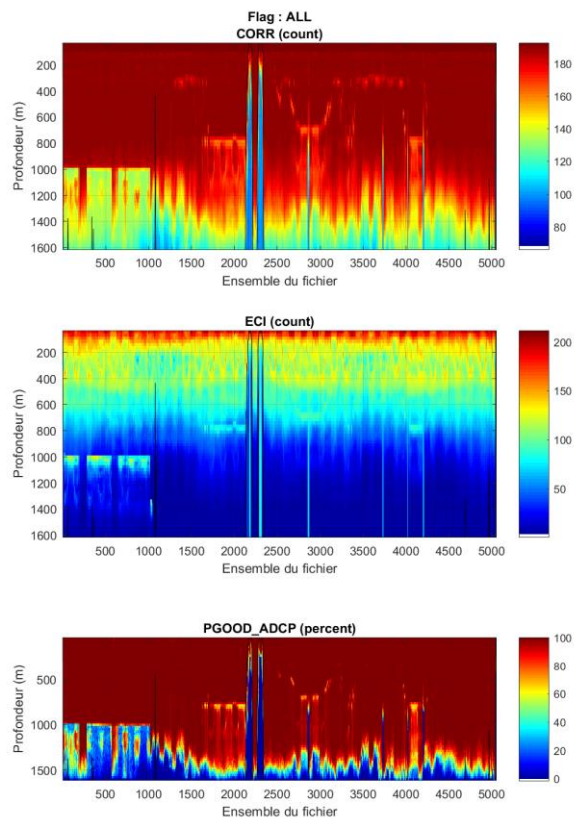 Flag : ALL
CORR (count)
Profondeur (m)
200
400
600
800
1000
1200
1400
1600
500 1000 1500 2000 2500 3000 3500 4000 4500 5000
Ensemble du fichier
180
160
140
120
100
80
ECI (count)
Profondeur (m)
200
400
600
800
1000
1200
1400
1600
500 1000 1500 2000 2500 3000 3500 4000 4500 5000
Ensemble du fichier
200
150
100
50
PGOOD_ADCP (percent)
Profondeur (m)
500
1000
1500
500 1000 1500 2000 2500 3000 3500 4000 4500 5000
Ensemble du fichier
100
80
60
40
20
0